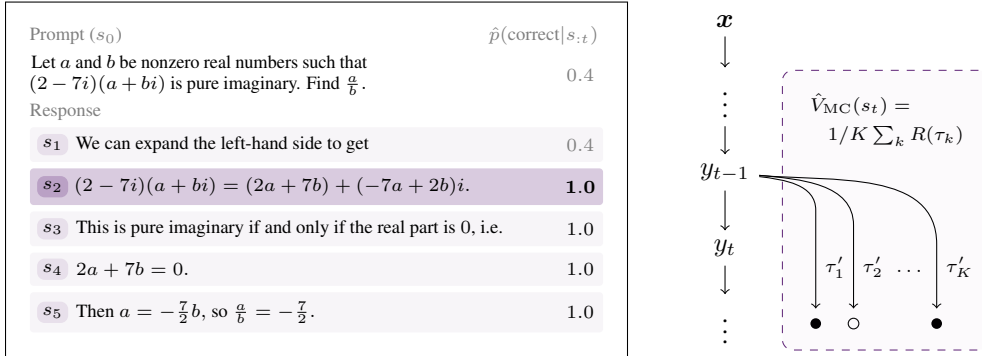 Prompt (s₀) p̂(correct|s:t)
Let a and b be nonzero real numbers such that
(2 − 7i)(a + bi) is pure imaginary. Find a/b. 0.4
Response
s₁ We can expand the left-hand side to get 0.4
s₂ (2 − 7i)(a + bi) = (2a + 7b) + (−7a + 2b)i. 1.0
s₃ This is pure imaginary if and only if the real part is 0, i.e. 1.0
s₄ 2a + 7b = 0. 1.0
s₅ Then a = −7/2 b, so a/b = −7/2. 1.0
x
⋮
V̂MC(sₜ) =
1/K ∑ₖ R(τₖ)
yₜ₋₁
yₜ
τ′₁ τ′₂ … τ′K
⋮